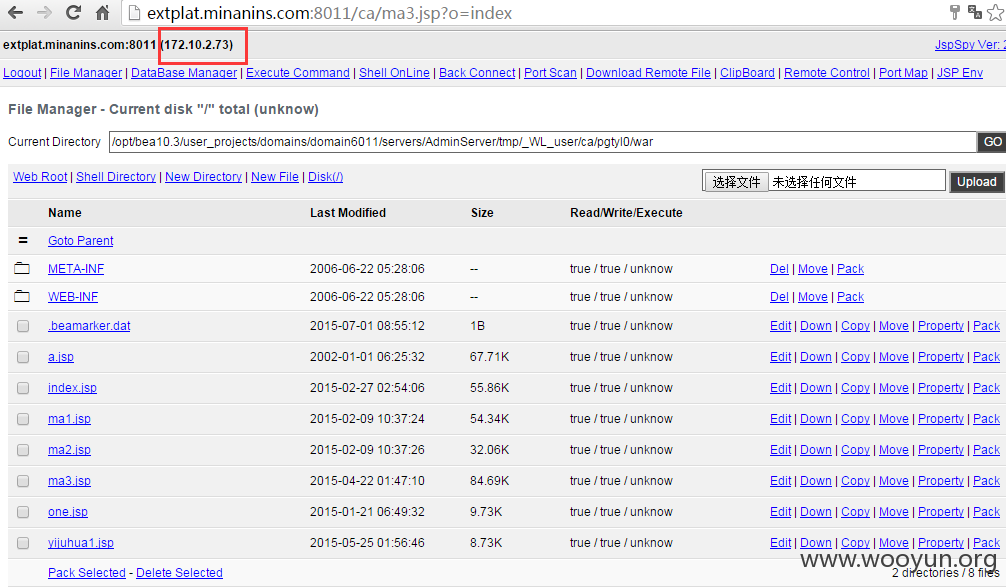 extplat.minanins.com:8011/ca/ma3.jsp?o=index
extplat.minanins.com:8011 (172.10.2.73)
JspSpy Ver: 2
Logout | File Manager | DataBase Manager | Execute Command | Shell OnLine | Back Connect | Port Scan | Download Remote File | ClipBoard | Remote Control | Port Map | JSP Env
File Manager - Current disk "/" total (unknow)
Current Directory /opt/bea10.3/user_projects/domains/domain6011/servers/AdminServer/tmp/_WL_user/ca/pgtyl0/war GO
Web Root | Shell Directory | New Directory | New File | Disk(/) 选择文件 未选择任何文件 Upload
Name Last Modified Size Read/Write/Execute
= Goto Parent
META-INF 2006-06-22 05:28:06 -- true / true / unknow Del | Move | Pack
WEB-INF 2006-06-22 05:28:06 -- true / true / unknow Del | Move | Pack
.beamarker.dat 2015-07-01 08:55:12 1B true / true / unknow Edit | Down | Copy | Move | Property | Pack
a.jsp 2002-01-01 06:25:32 67.71K true / true / unknow Edit | Down | Copy | Move | Property | Pack
index.jsp 2015-02-27 02:54:06 55.86K true / true / unknow Edit | Down | Copy | Move | Property | Pack
ma1.jsp 2015-02-09 10:37:24 54.34K true / true / unknow Edit | Down | Copy | Move | Property | Pack
ma2.jsp 2015-02-09 10:37:26 32.06K true / true / unknow Edit | Down | Copy | Move | Property | Pack
ma3.jsp 2015-04-22 01:47:10 84.69K true / true / unknow Edit | Down | Copy | Move | Property | Pack
one.jsp 2015-01-21 06:49:32 9.73K true / true / unknow Edit | Down | Copy | Move | Property | Pack
vijuhua1.jsp 2015-05-25 01:56:46 8.73K true / true / unknow Edit | Down | Copy | Move | Property | Pack
www.wooyun.org
Pack Selected - Delete Selected 2 directories / 8 files